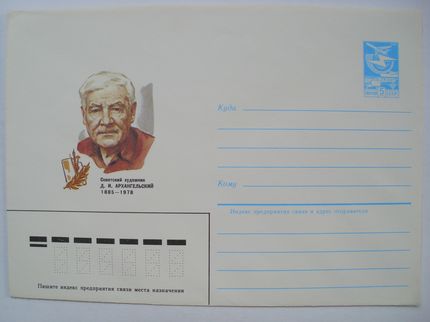 Советский художник
Д. И. АРХАНГЕЛЬСКИЙ
1885—1978
Куда
Кому
Индекс предприятия связи и адрес отправителя
Пишите индекс предприятия связи места назначения